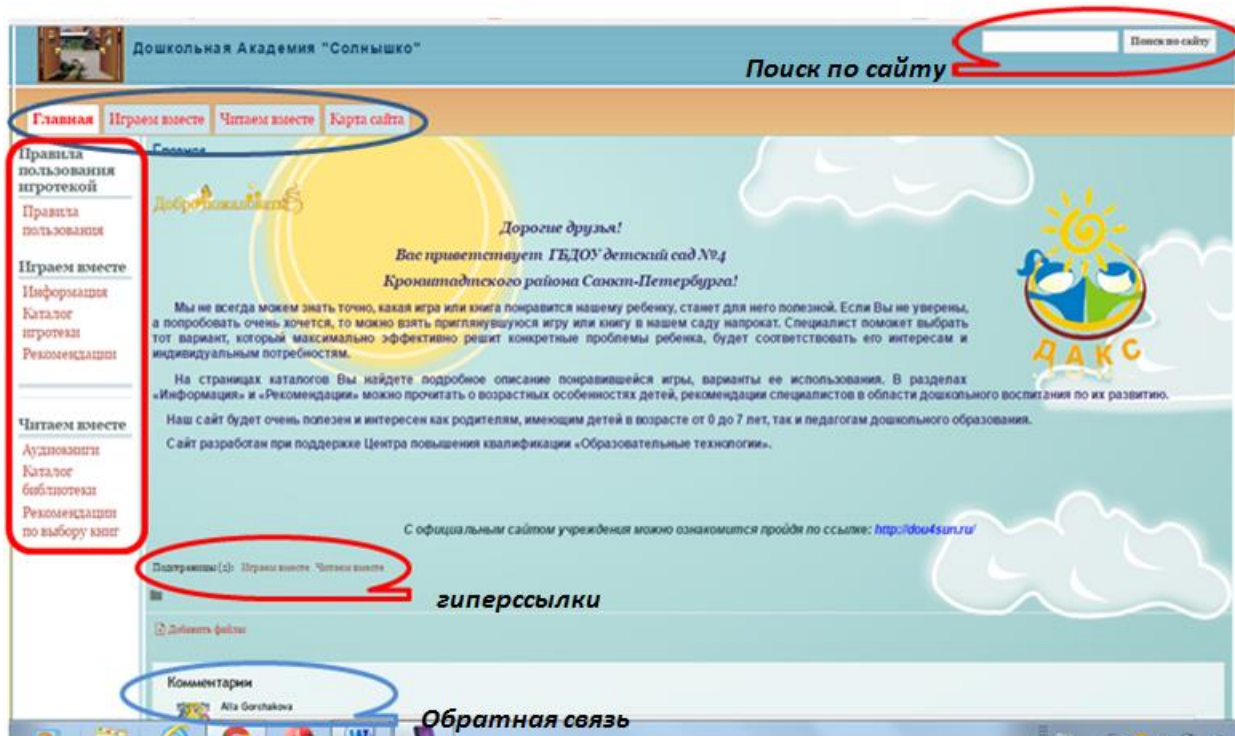 Дошкольная Академия "Солнышко"
Поиск по сайту
Поиск по сайту
Главная Играем вместе Читаем вместе Карта сайта
Правила
пользования
игротекой
Правила
пользования
Играем вместе
Информация
Каталог
игротеки
Рекомендации
Читаем вместе
Аудиокниги
Каталог
библиотеки
Рекомендации
по выбору книг
Главная
Добро пожаловать
Дорогие друзья!
Вас приветствует ГБДОУ детский сад №4
Кронштадтского района Санкт-Петербурга!
Мы не всегда можем знать точно, какая игра или книга понравится нашему ребенку, станет для него полезной. Если Вы не уверены,
а попробовать очень хочется, то можно взять приглянувшуюся игру или книгу в нашем саду напрокат. Специалист поможет выбрать
тот вариант, который максимально эффективно решит конкретные проблемы ребенка, будет соответствовать его интересам и
индивидуальным потребностям.
На страницах каталогов Вы найдете подробное описание понравившейся игры, варианты ее использования. В разделах
«Информация» и «Рекомендации» можно прочитать о возрастных особенностях детей, рекомендации специалистов в области дошкольного воспитания по их развитию.
Наш сайт будет очень полезен и интересен как родителям, имеющим детей в возрасте от 0 до 7 лет, так и педагогам дошкольного образования.
Сайт разработан при поддержке Центра повышения квалификации «Образовательные технологии».
ДАКС
С официальным сайтом учреждения можно ознакомится пройдя по ссылке: http://dou4sun.ru/
Подстраницы (2): Играем вместе Читаем вместе
гиперссылки
Добавить файлы
Комментарии
Alla Gorchakova
Обратная связь